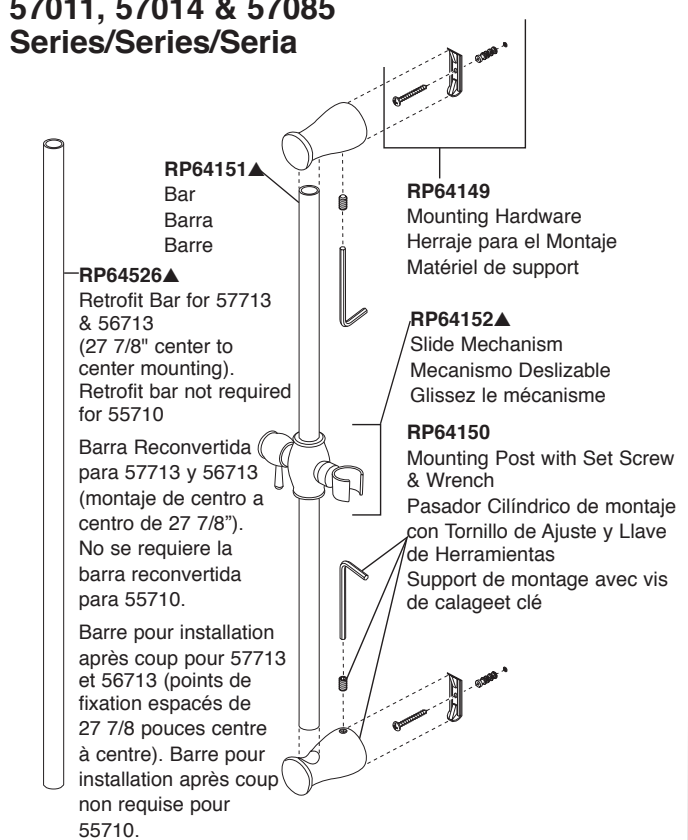 57011, 57014 & 57085
Series/Series/Seria
RP64151▲
Bar
Barra
Barre
RP64526▲
Retrofit Bar for 57713
& 56713
(27 7/8" center to
center mounting).
Retrofit bar not required
for 55710
Barra Reconvertida
para 57713 y 56713
(montaje de centro a
centro de 27 7/8”).
No se requiere la
barra reconvertida
para 55710.
Barre pour installation
après coup pour 57713
et 56713 (points de
fixation espacés de
27 7/8 pouces centre
à centre). Barre pour
installation après coup
non requise pour
55710.
RP64149
Mounting Hardware
Herraje para el Montaje
Matériel de support
RP64152▲
Slide Mechanism
Mecanismo Deslizable
Glissez le mécanisme
RP64150
Mounting Post with Set Screw
& Wrench
Pasador Cilíndrico de montaje
con Tornillo de Ajuste y Llave
de Herramientas
Support de montage avec vis
de calageet clé